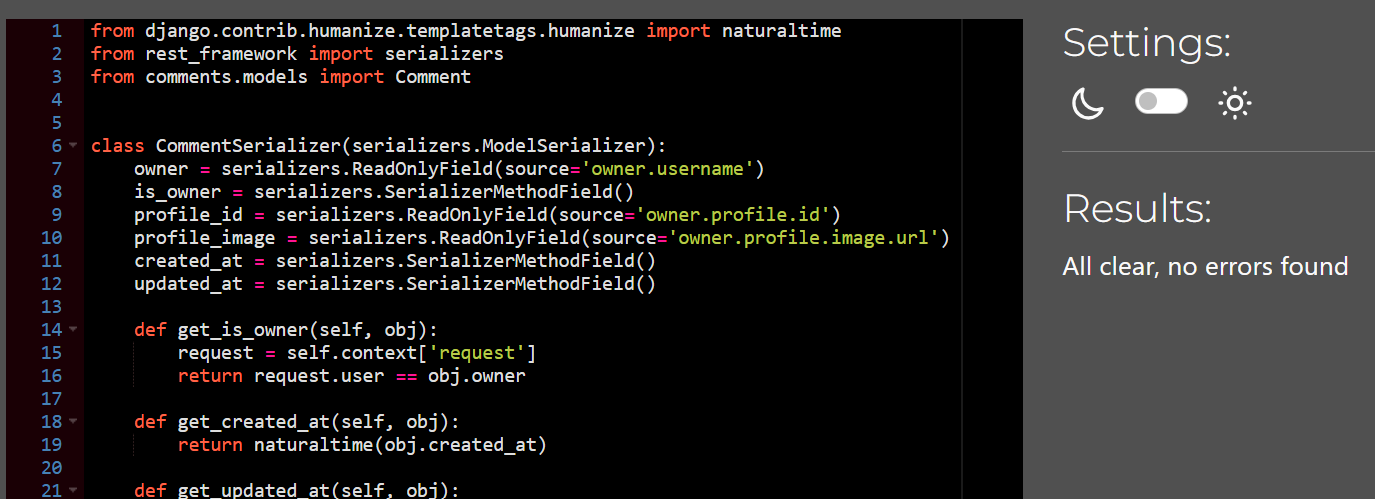 1 from django.contrib.humanize.templatetags.humanize import naturaltime
2 from rest_framework import serializers
3 from comments.models import Comment
4
5
6 class CommentSerializer(serializers.ModelSerializer):
7     owner = serializers.ReadOnlyField(source='owner.username')
8     is_owner = serializers.SerializerMethodField()
9     profile_id = serializers.ReadOnlyField(source='owner.profile.id')
10     profile_image = serializers.ReadOnlyField(source='owner.profile.image.url')
11     created_at = serializers.SerializerMethodField()
12     updated_at = serializers.SerializerMethodField()
13
14     def get_is_owner(self, obj):
15         request = self.context['request']
16         return request.user == obj.owner
17
18     def get_created_at(self, obj):
19         return naturaltime(obj.created_at)
20
21     def get_updated_at(self, obj):
Settings:
Results:
All clear, no errors found